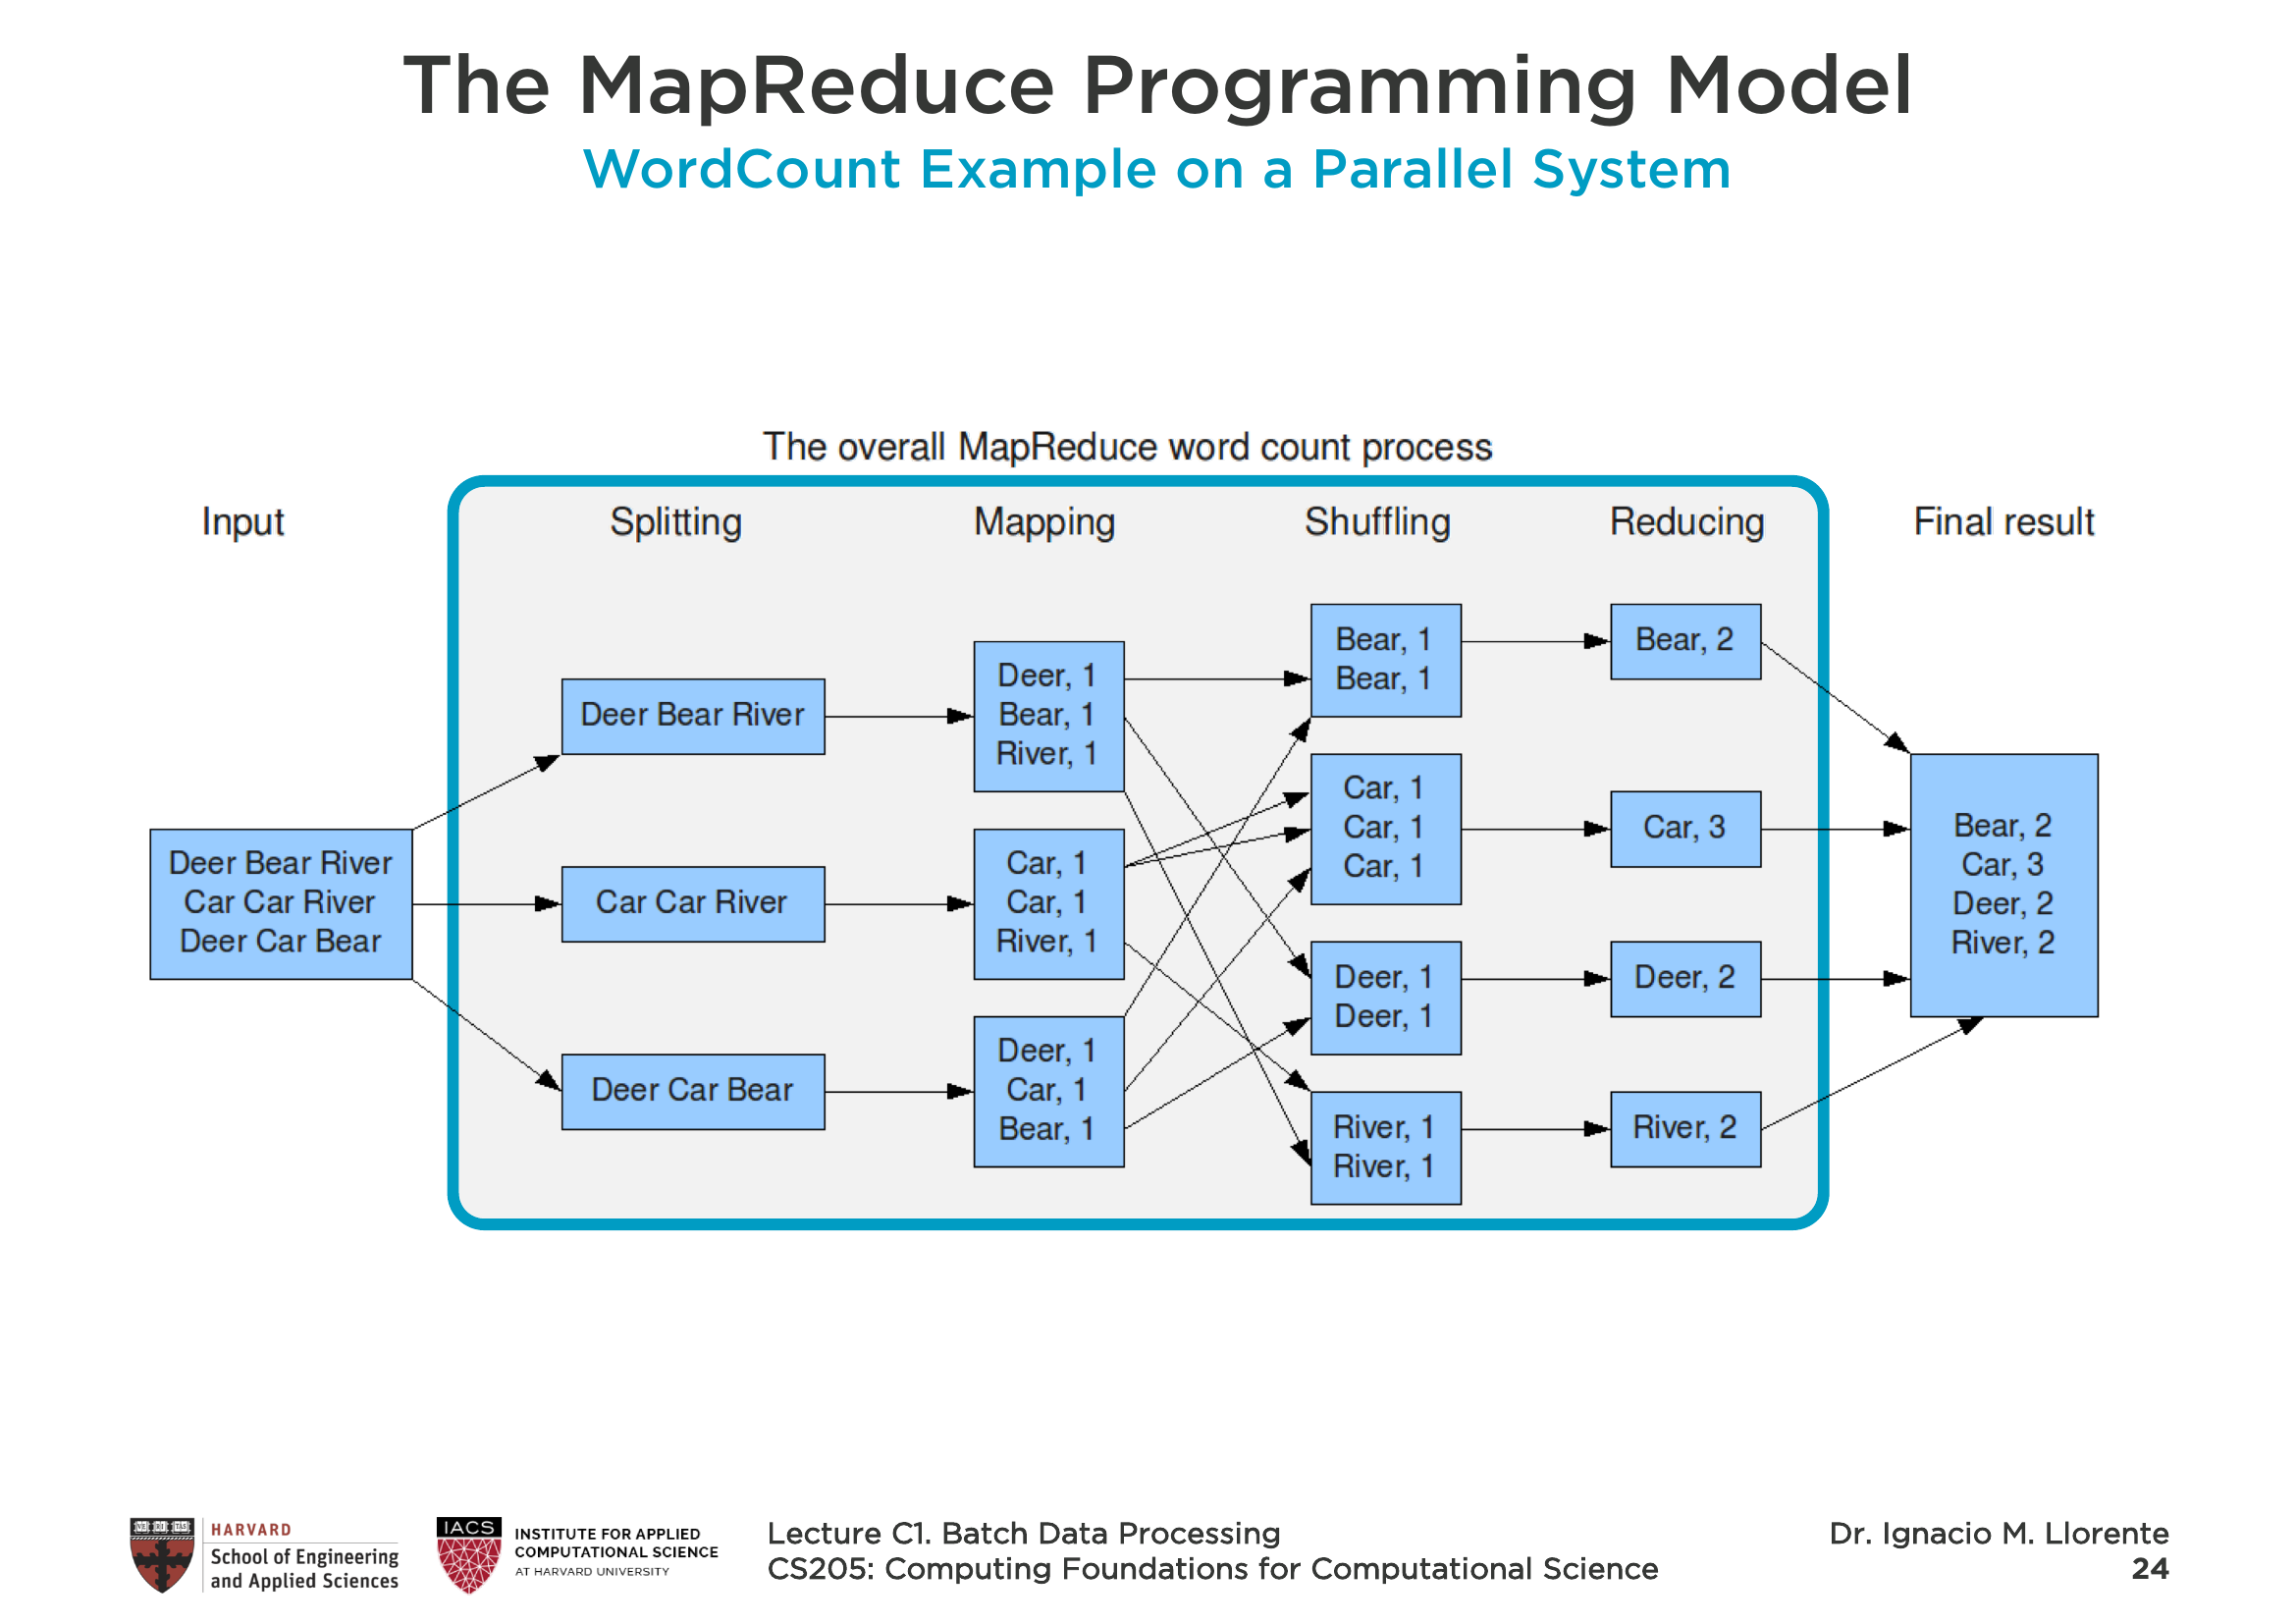 The MapReduce Programming Model
WordCount Example on a Parallel System
The overall MapReduce word count process
Input
Splitting
Mapping
Shuffling
Reducing
Final result
Deer Bear River
Car Car River
Deer Car Bear
Deer Bear River
Car Car River
Deer Car Bear
Deer, 1
Bear, 1
River, 1
Car, 1
Car, 1
River, 1
Deer, 1
Car, 1
Bear, 1
Bear, 1
Bear, 1
Car, 1
Car, 1
Car, 1
Deer, 1
Deer, 1
River, 1
River, 1
Bear, 2
Car, 3
Deer, 2
River, 2
Bear, 2
Car, 3
Deer, 2
River, 2
VE RI TAS
HARVARD
School of Engineering
and Applied Sciences
IACS
INSTITUTE FOR APPLIED
COMPUTATIONAL SCIENCE
AT HARVARD UNIVERSITY
Lecture C1. Batch Data Processing
CS205: Computing Foundations for Computational Science
Dr. Ignacio M. Llorente
24